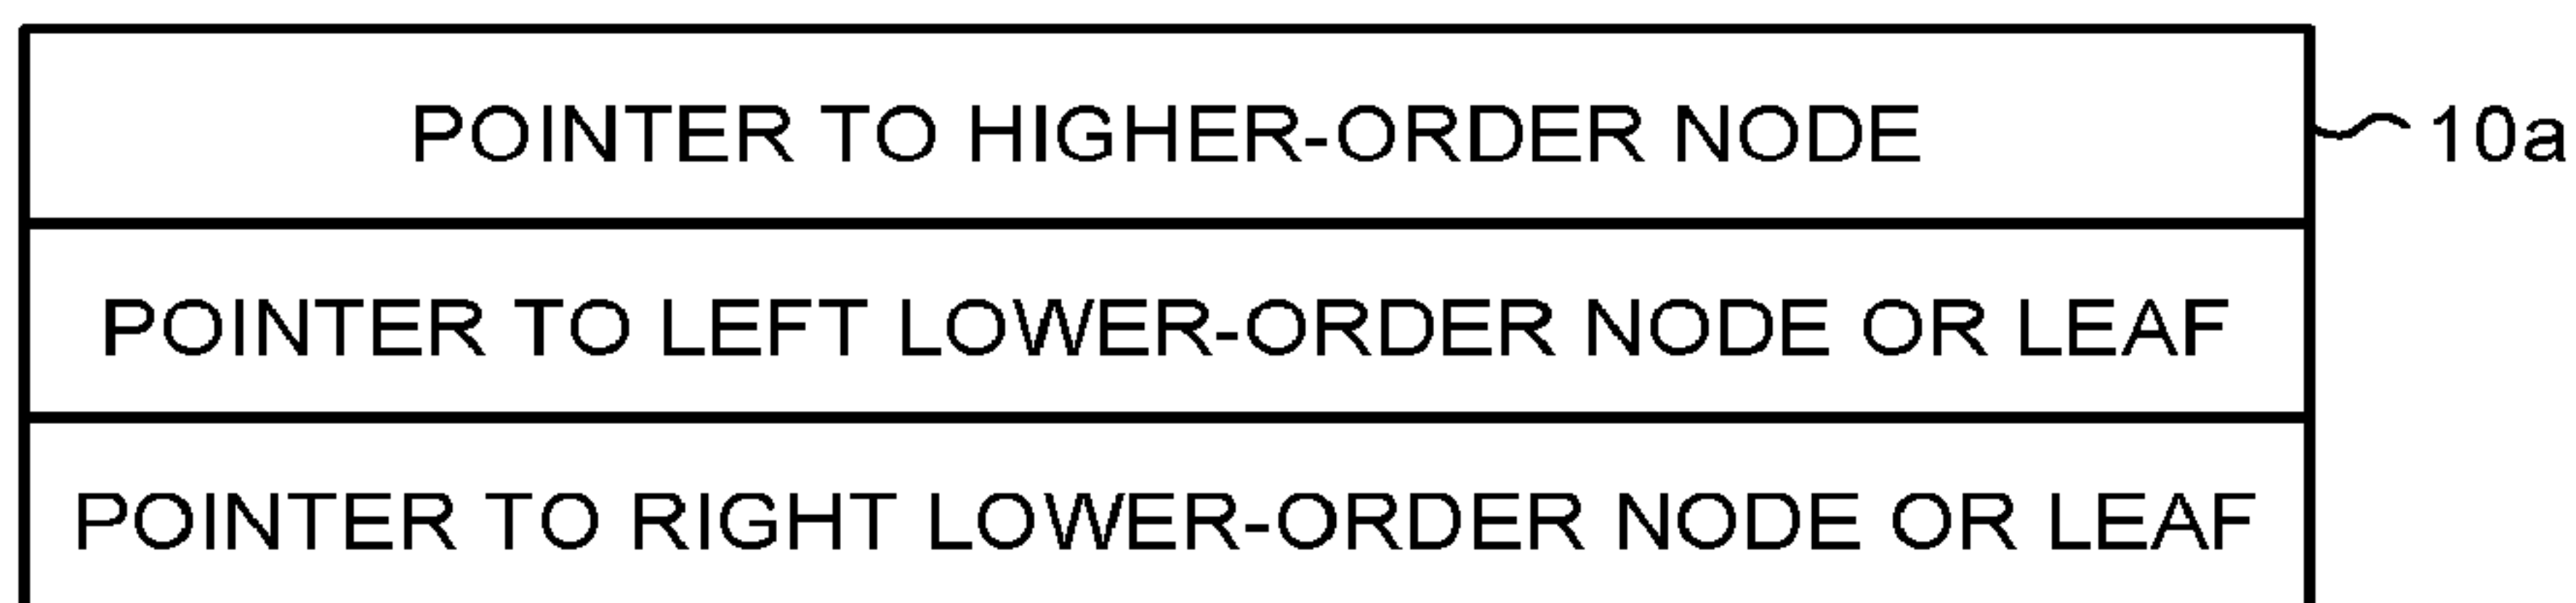 POINTER TO HIGHER-ORDER NODE 10a
POINTER TO LEFT LOWER-ORDER NODE OR LEAF
POINTER TO RIGHT LOWER-ORDER NODE OR LEAF